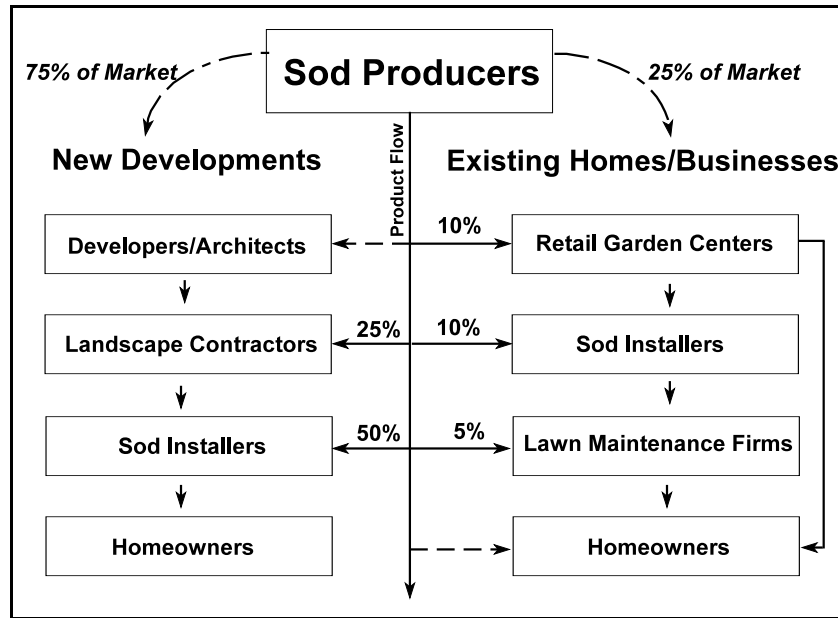 Sod Producers
75% of Market
25% of Market
New Developments
Existing Homes/Businesses
Product Flow
Developers/Architects
10%
Retail Garden Centers
Landscape Contractors
25%
10%
Sod Installers
Sod Installers
50%
5%
Lawn Maintenance Firms
Homeowners
Homeowners